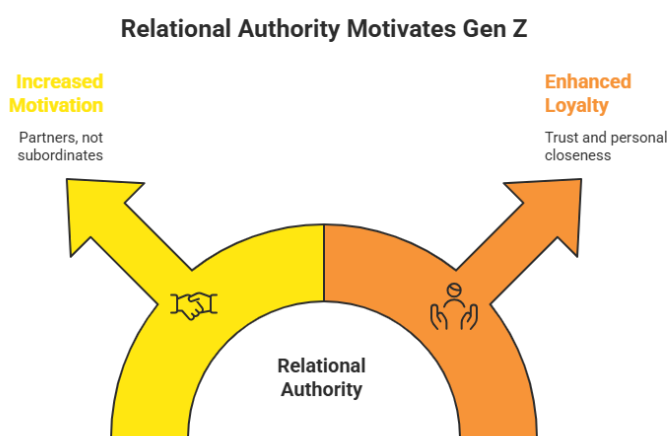 Relational Authority Motivates Gen Z
Increased
Motivation
Partners, not
subordinates
Enhanced
Loyalty
Trust and personal
closeness
Relational
Authority